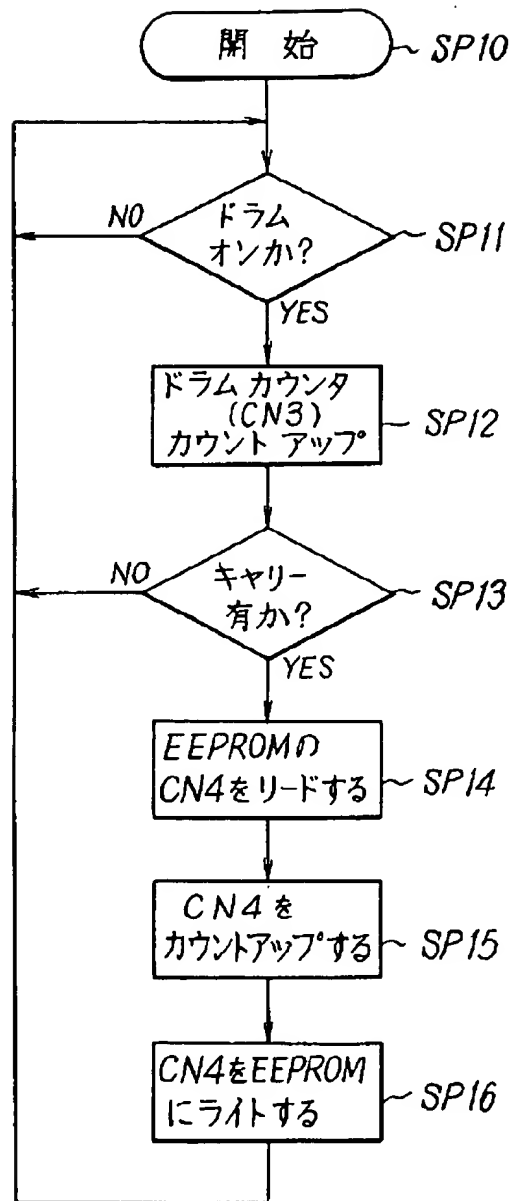 開 始
SP10
NO
ドラム
オンか?
SP11
YES
ドラムカウンタ
(CN3)
カウント アップ
SP12
NO
キャリー
有か?
SP13
YES
EEPROMの
CN4をリードする
SP14
CN4を
カウントアップする
SP15
CN4をEEPROM
にライトする
SP16